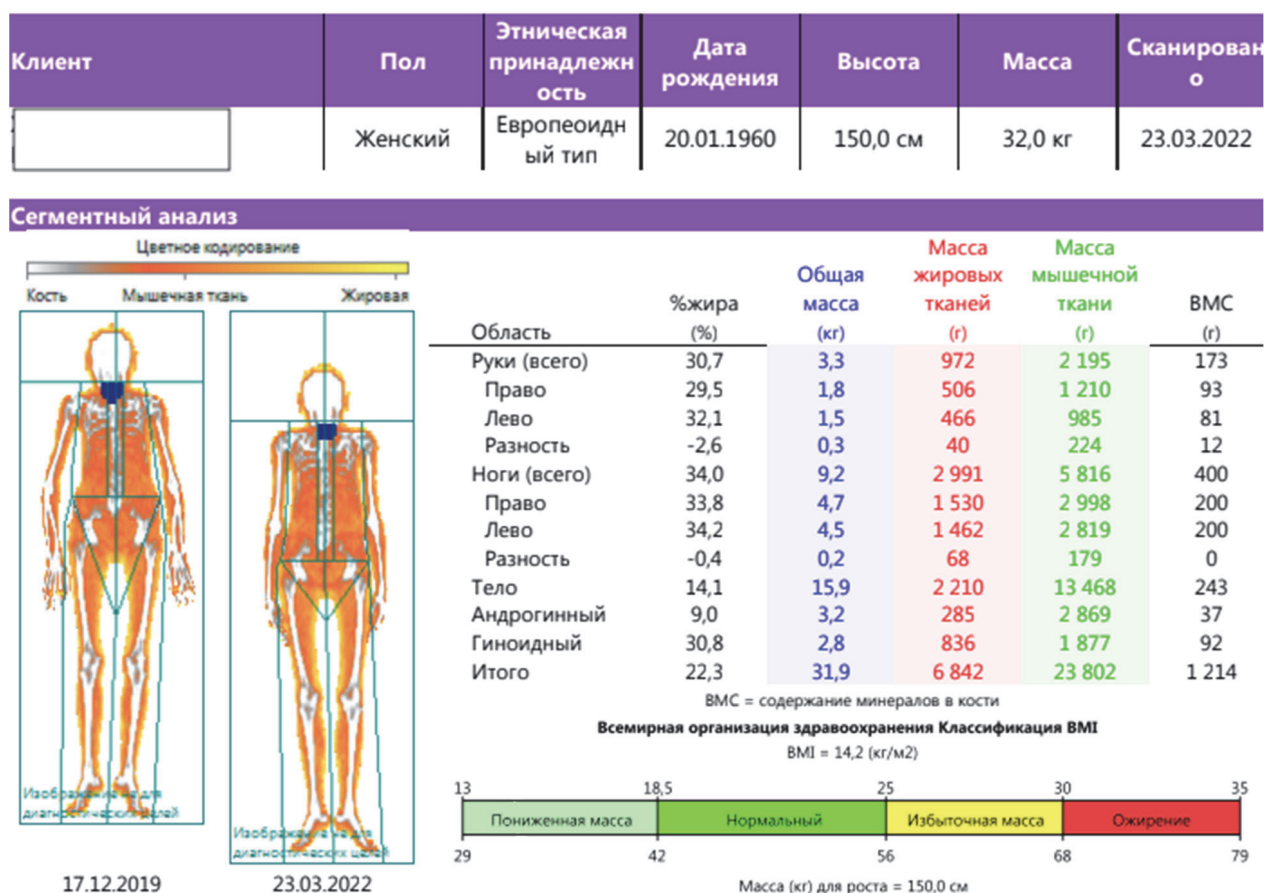 Клиент Пол Этническая принадлежн ость Дата рождения Высота Масса Сканирован о
Женский Европеоидн ый тип 20.01.1960 150,0 см 32,0 кг 23.03.2022
Сегментный анализ
Цветное кодирование
Кость Мышечная ткань Жировая
Изображение не для
диагностических целей
17.12.2019
Изображение не для
диагностических целей
23.03.2022
Область %жира (%) Общая масса (кг) Масса жировых тканей (г) Масса мышечной ткани (г) BMC (г)
Руки (всего) 30,7 3,3 972 2 195 173
Право 29,5 1,8 506 1 210 93
Лево 32,1 1,5 466 985 81
Разность -2,6 0,3 40 224 12
Ноги (всего) 34,0 9,2 2 991 5 816 400
Право 33,8 4,7 1 530 2 998 200
Лево 34,2 4,5 1 462 2 819 200
Разность -0,4 0,2 68 179 0
Тело 14,1 15,9 2 210 13 468 243
Андрогинный 9,0 3,2 285 2 869 37
Гиноидный 30,8 2,8 836 1 877 92
Итого 22,3 31,9 6 842 23 802 1 214
BMC = содержание минералов в кости
Всемирная организация здравоохранения Классификация BMI
BMI = 14,2 (кг/м2)
13 18,5 25 30 35
Пониженная масса Нормальный Избыточная масса Ожирение
29 42 56 68 79
Масса (кг) для роста = 150,0 см